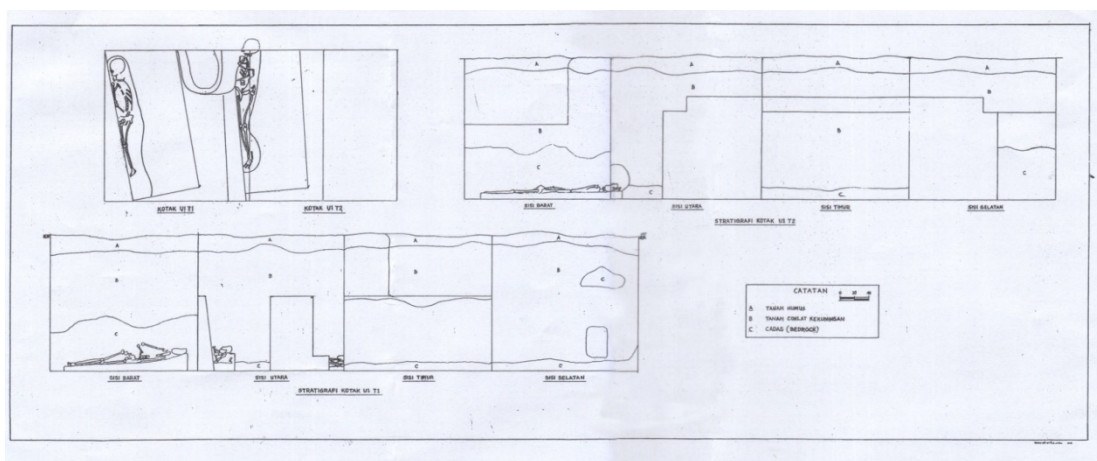 KOTAK U1 T1
KOTAK U1 T2
A
A
A
A
B
B
B
B
C
C
C
C
SISI BARAT
SISI UTARA
SISI TIMUR
SISI SELATAN
STRATIGRAFI KOTAK U1 T2
A
A
A
A
B
B
B
B
C
C
C
C
C
SISI BARAT
SISI UTARA
SISI TIMUR
SISI SELATAN
STRATIGRAFI KOTAK U1 T1
CATATAN
A TANAH HUMUS
B TANAH COKLAT KEKUNINGAN
C CADAS (BEDROCK)